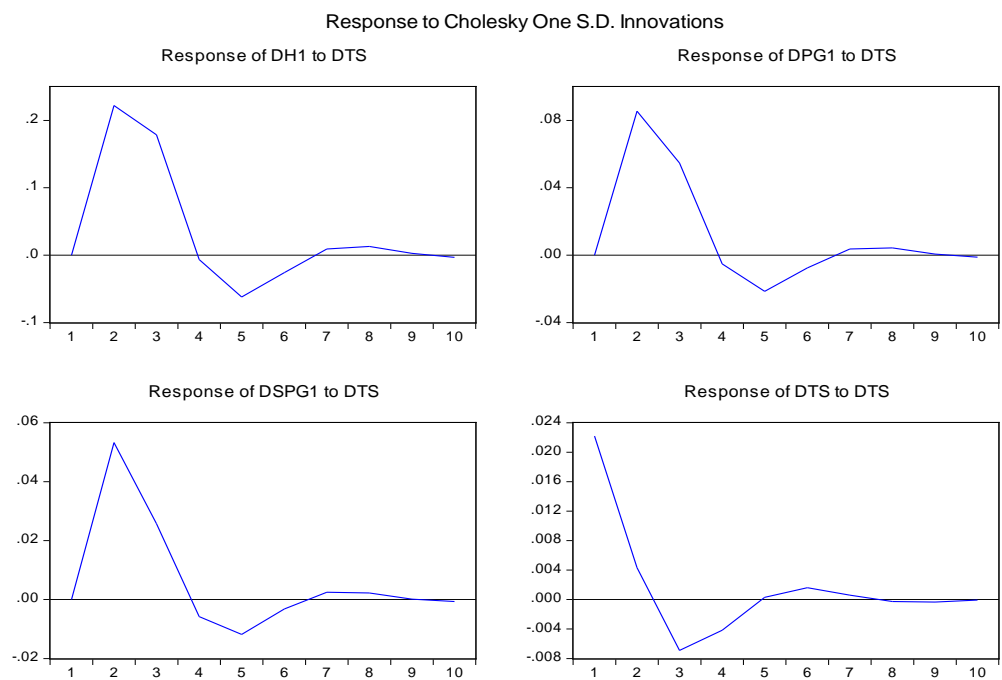 Response to Cholesky One S.D. Innovations
Response of DH1 to DTS
.2
.1
.0
-.1
1 2 3 4 5 6 7 8 9 10
Response of DPG1 to DTS
.08
.04
.00
-.04
1 2 3 4 5 6 7 8 9 10
Response of DSPG1 to DTS
.06
.04
.02
.00
-.02
1 2 3 4 5 6 7 8 9 10
Response of DTS to DTS
.024
.020
.016
.012
.008
.004
.000
-.004
-.008
1 2 3 4 5 6 7 8 9 10